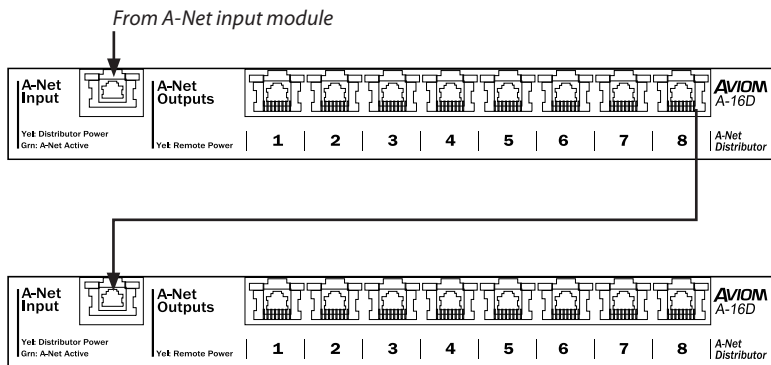 From A-Net input module
A-Net
Input
A-Net
Outputs
AVIOM
A-16D
Yel: Distributor Power
Grn: A-Net Active
Yel: Remote Power
1 2 3 4 5 6 7 8
A-Net
Distributor
A-Net
Input
A-Net
Outputs
AVIOM
A-16D
Yel: Distributor Power
Grn: A-Net Active
Yel: Remote Power
1 2 3 4 5 6 7 8
A-Net
Distributor